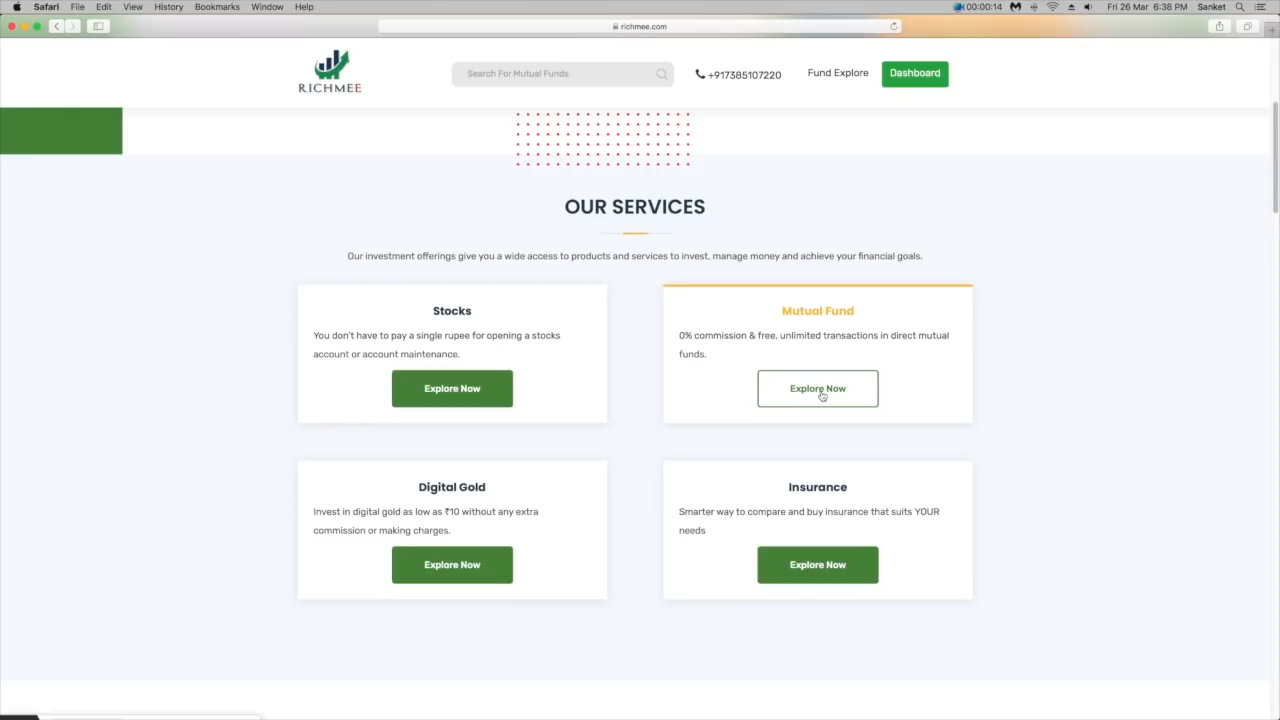 Safari File Edit View History Bookmarks Window Help 00:00:14 Fri 26 Mar 6:38 PM Sanket
richmee.com
RICHMEE
Search For Mutual Funds
+917385107220
Fund Explore
Dashboard
OUR SERVICES
Our investment offerings give you a wide access to products and services to invest, manage money and achieve your financial goals.
Stocks
You don't have to pay a single rupee for opening a stocks
account or account maintenance.
Explore Now
Mutual Fund
0% commission & free, unlimited transactions in direct mutual
funds.
Explore Now
Digital Gold
Invest in digital gold as low as ₹10 without any extra
commission or making charges.
Explore Now
Insurance
Smarter way to compare and buy insurance that suits YOUR
needs
Explore Now